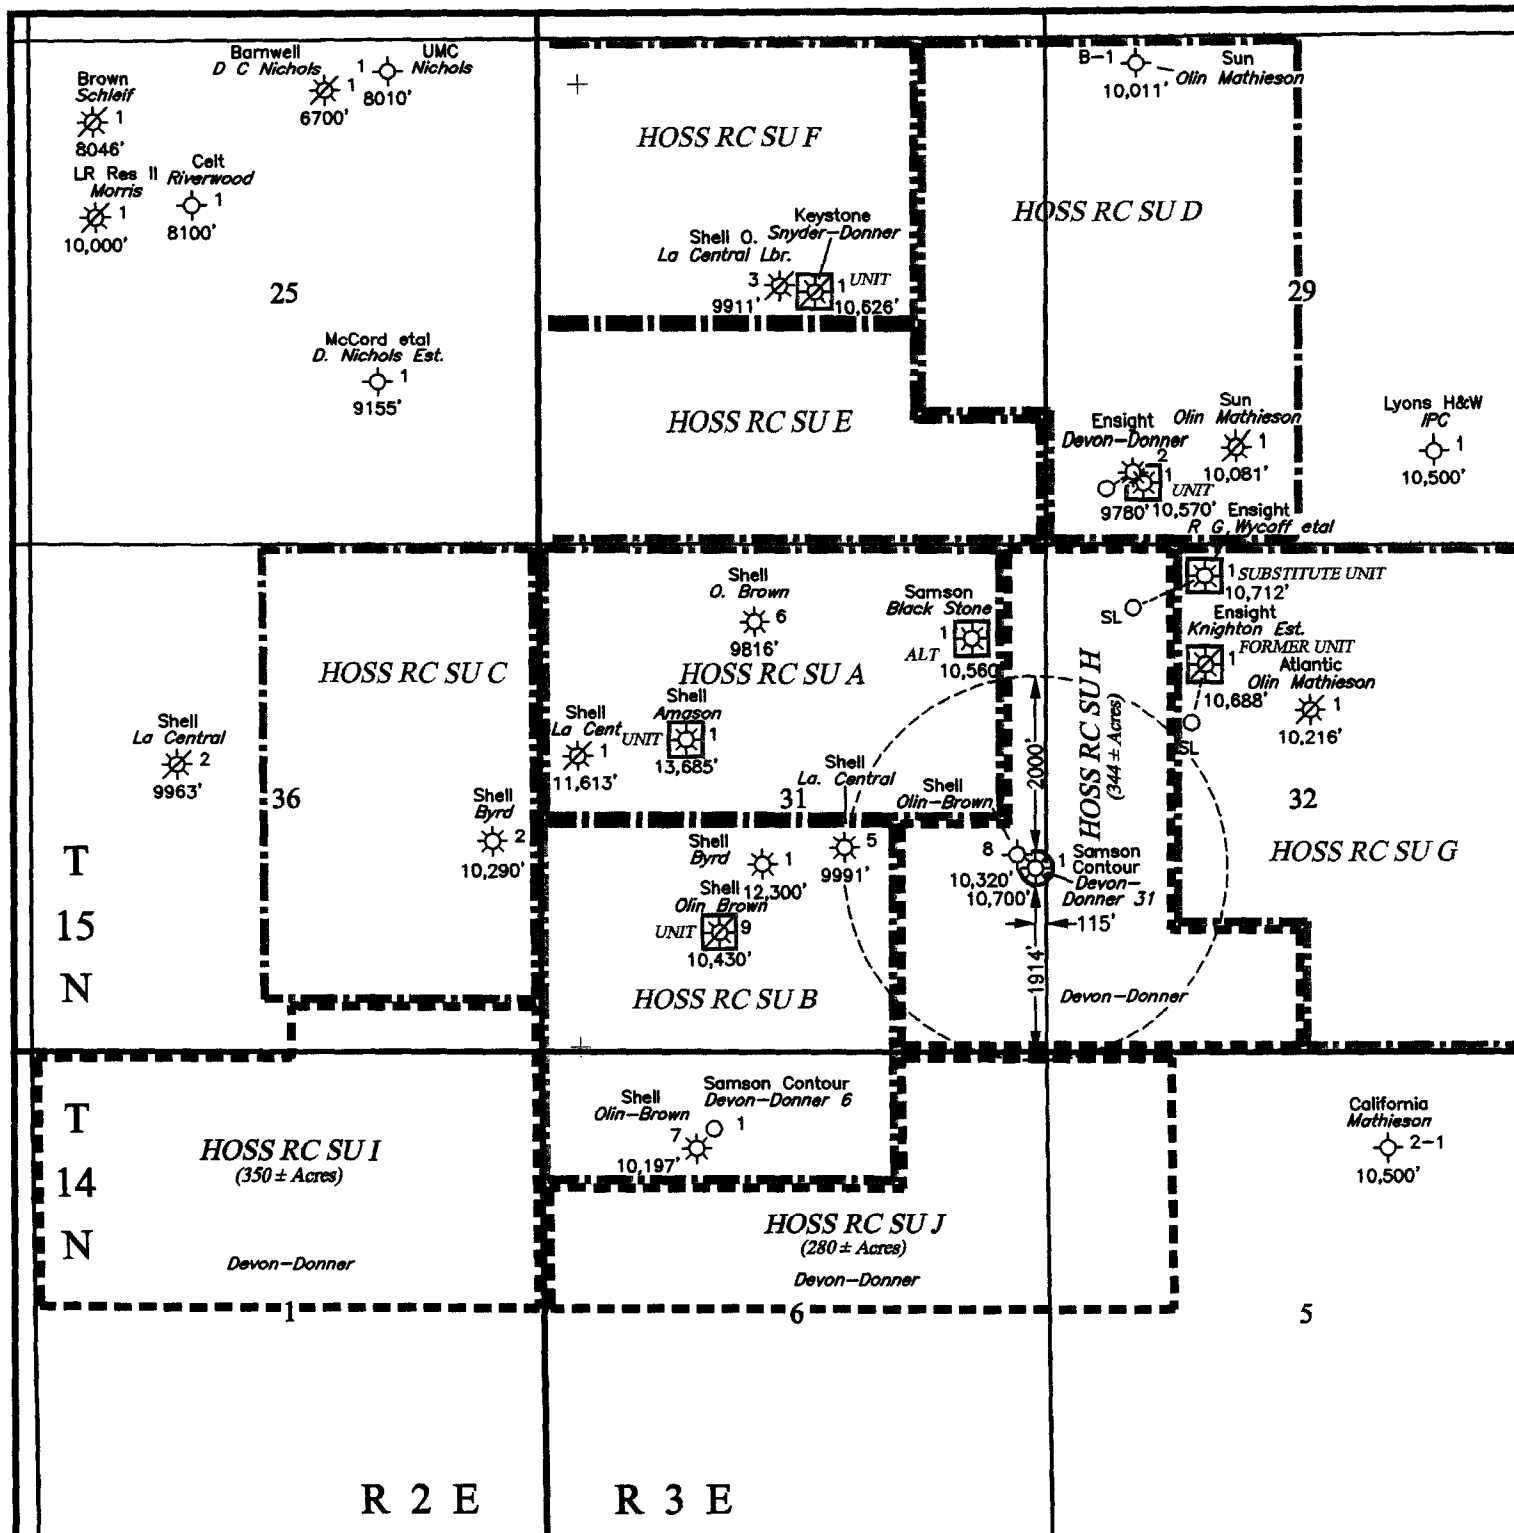 Brown
Schleif
1
8046'
Barnwell
D C Nichols
1
6700'
UMC
Nichols
1
8010'
LR Res II
Morris
1
10,000'
Celt
Riverwood
1
8100'
25
McCord etal
D. Nichols Est.
1
9155'
HOSS RC SU F
Keystone
Snyder-Donner
Shell O.
La Central Lbr.
3
9911'
1 UNIT
10,626'
HOSS RC SU E
B-1
Sun
Olin Mathieson
10,011'
HOSS RC SU D
29
Ensight
Devon-Donner
2
1
UNIT
9780'
10,570'
Sun
Olin Mathieson
1
10,081'
Lyons H&W
IPC
1
10,500'
Ensight
R G Wycoff etal
1 SUBSTITUTE UNIT
10,712'
SL
Ensight
Knighton Est.
FORMER UNIT
1
10,688'
SL
Atlantic
Olin Mathieson
1
10,216'
32
HOSS RC SU G
HOSS RC SU C
Shell
La Central
2
9963'
36
Shell
Byrd
2
10,290'
Shell
O. Brown
6
9816'
HOSS RC SU A
Samson
Black Stone
1
ALT
10,560
Shell
Amason
UNIT
1
13,685'
Shell
La Cent
1
11,613'
31
Shell
La. Central
5
9991'
Shell
Olin-Brown
8
10,320'
HOSS RC SU H
(344 ± Acres)
2000'
1
Samson
Contour
Devon-
Donner 31
10,700'
115'
1914'
Devon-Donner
Shell
Byrd
1
12,300'
Shell
Olin Brown
UNIT
9
10,430'
HOSS RC SU B
T
15
N
T
14
N
HOSS RC SU I
(350 ± Acres)
Devon-Donner
1
Shell
Olin-Brown
7
10,197'
Samson Contour
Devon-Donner 6
1
HOSS RC SU J
(280 ± Acres)
Devon-Donner
6
California
Mathieson
2-1
10,500'
5
R 2 E
R 3 E